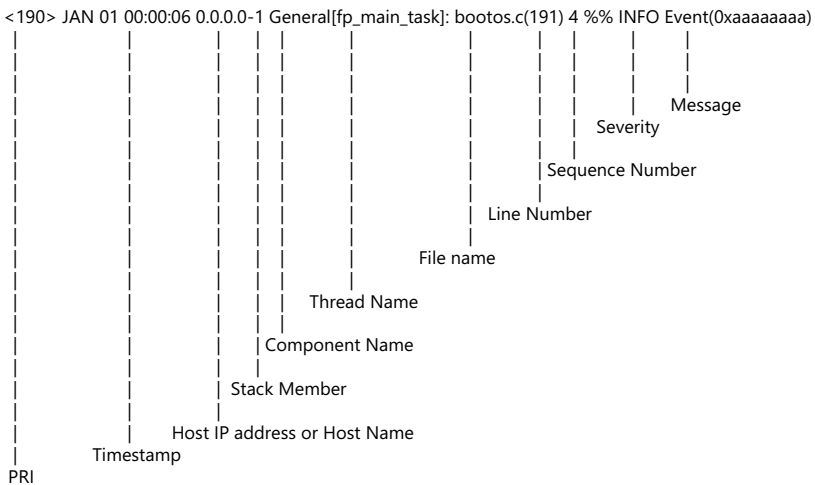 <190> JAN 01 00:00:06 0.0.0.0-1 General[fp_main_task]: bootos.c(191) 4 %% INFO Event(0xaaaaaaaa)
Message
Severity
Sequence Number
Line Number
File name
Thread Name
Component Name
Stack Member
Host IP address or Host Name
Timestamp
PRI